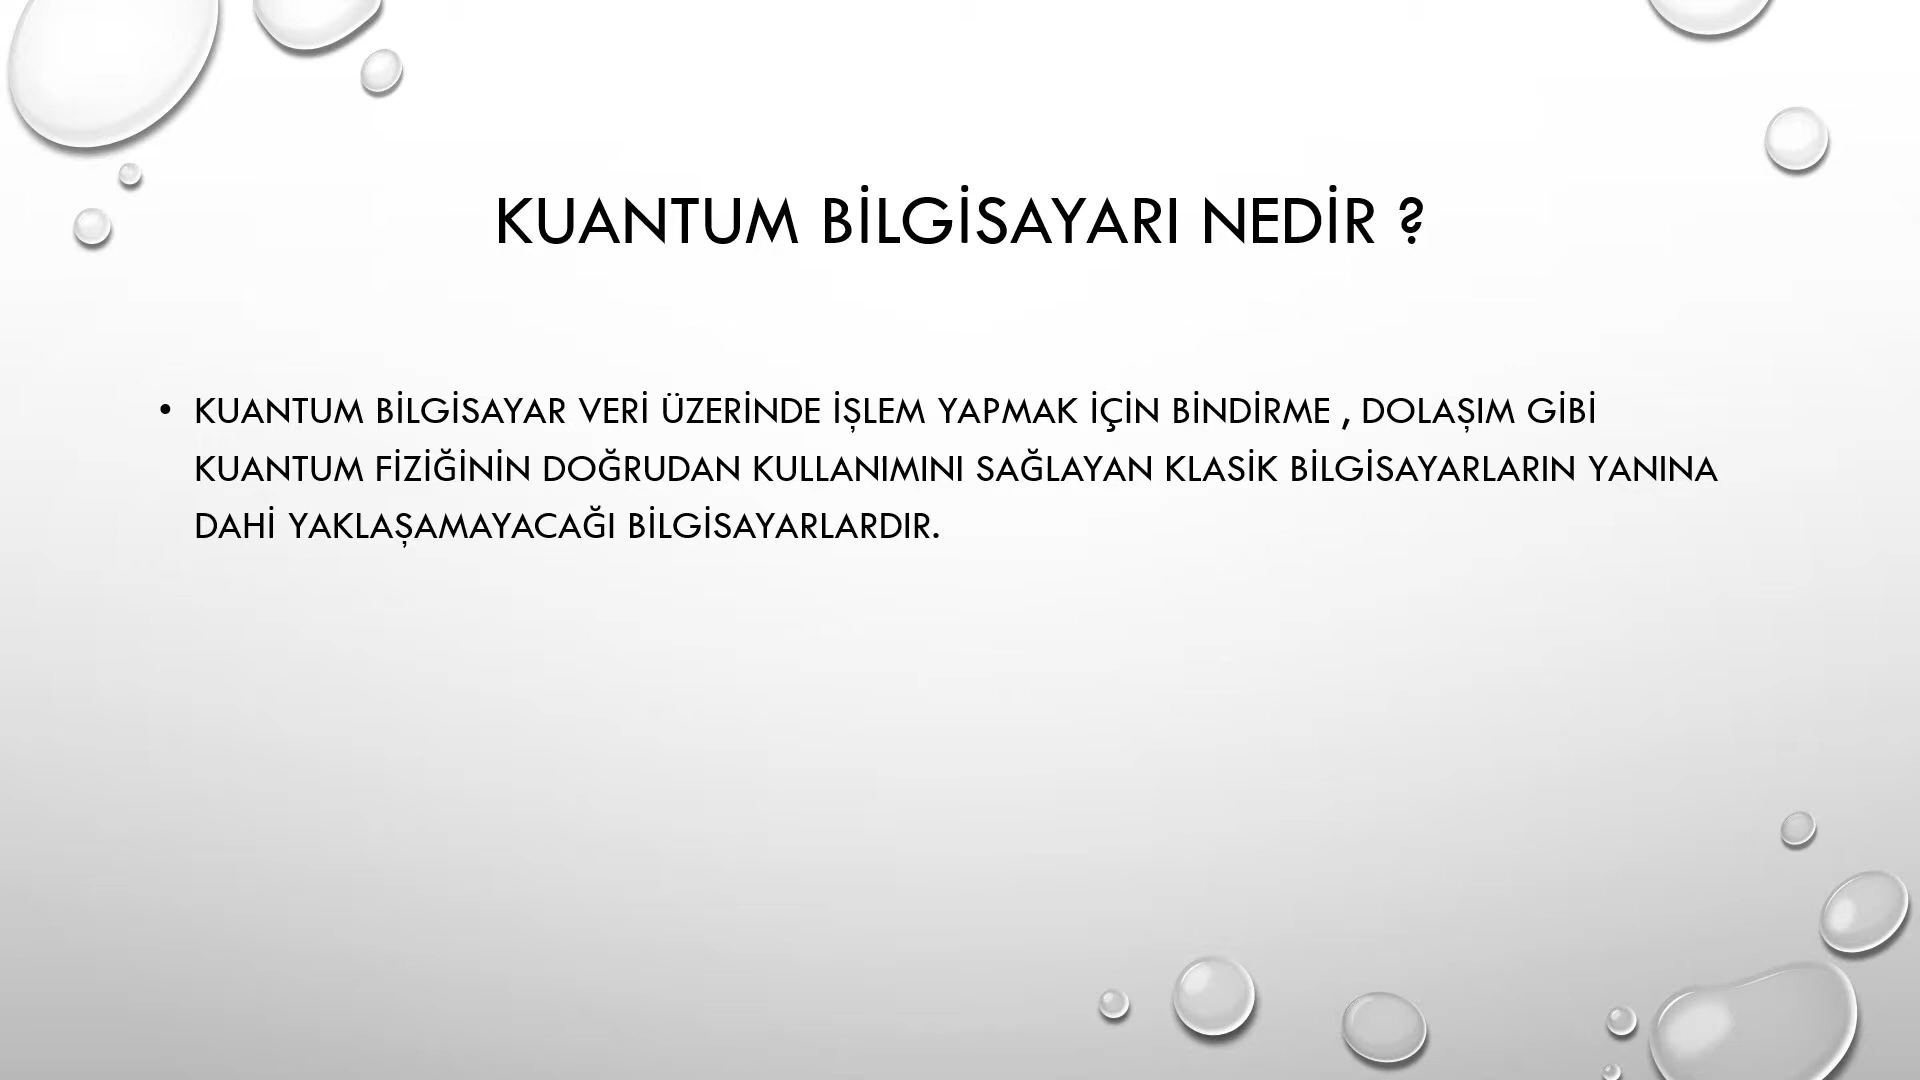 KUANTUM BİLGİSAYARI NEDİR ?
• KUANTUM BİLGİSAYAR VERİ ÜZERİNDE İŞLEM YAPMAK İÇİN BİNDİRME , DOLAŞIM GİBİ
KUANTUM FİZİĞİNİN DOĞRUDAN KULLANIMINI SAĞLAYAN KLASİK BİLGİSAYARLARIN YANINA
DAHİ YAKLAŞAMAYACAĞI BİLGİSAYARLARDIR.